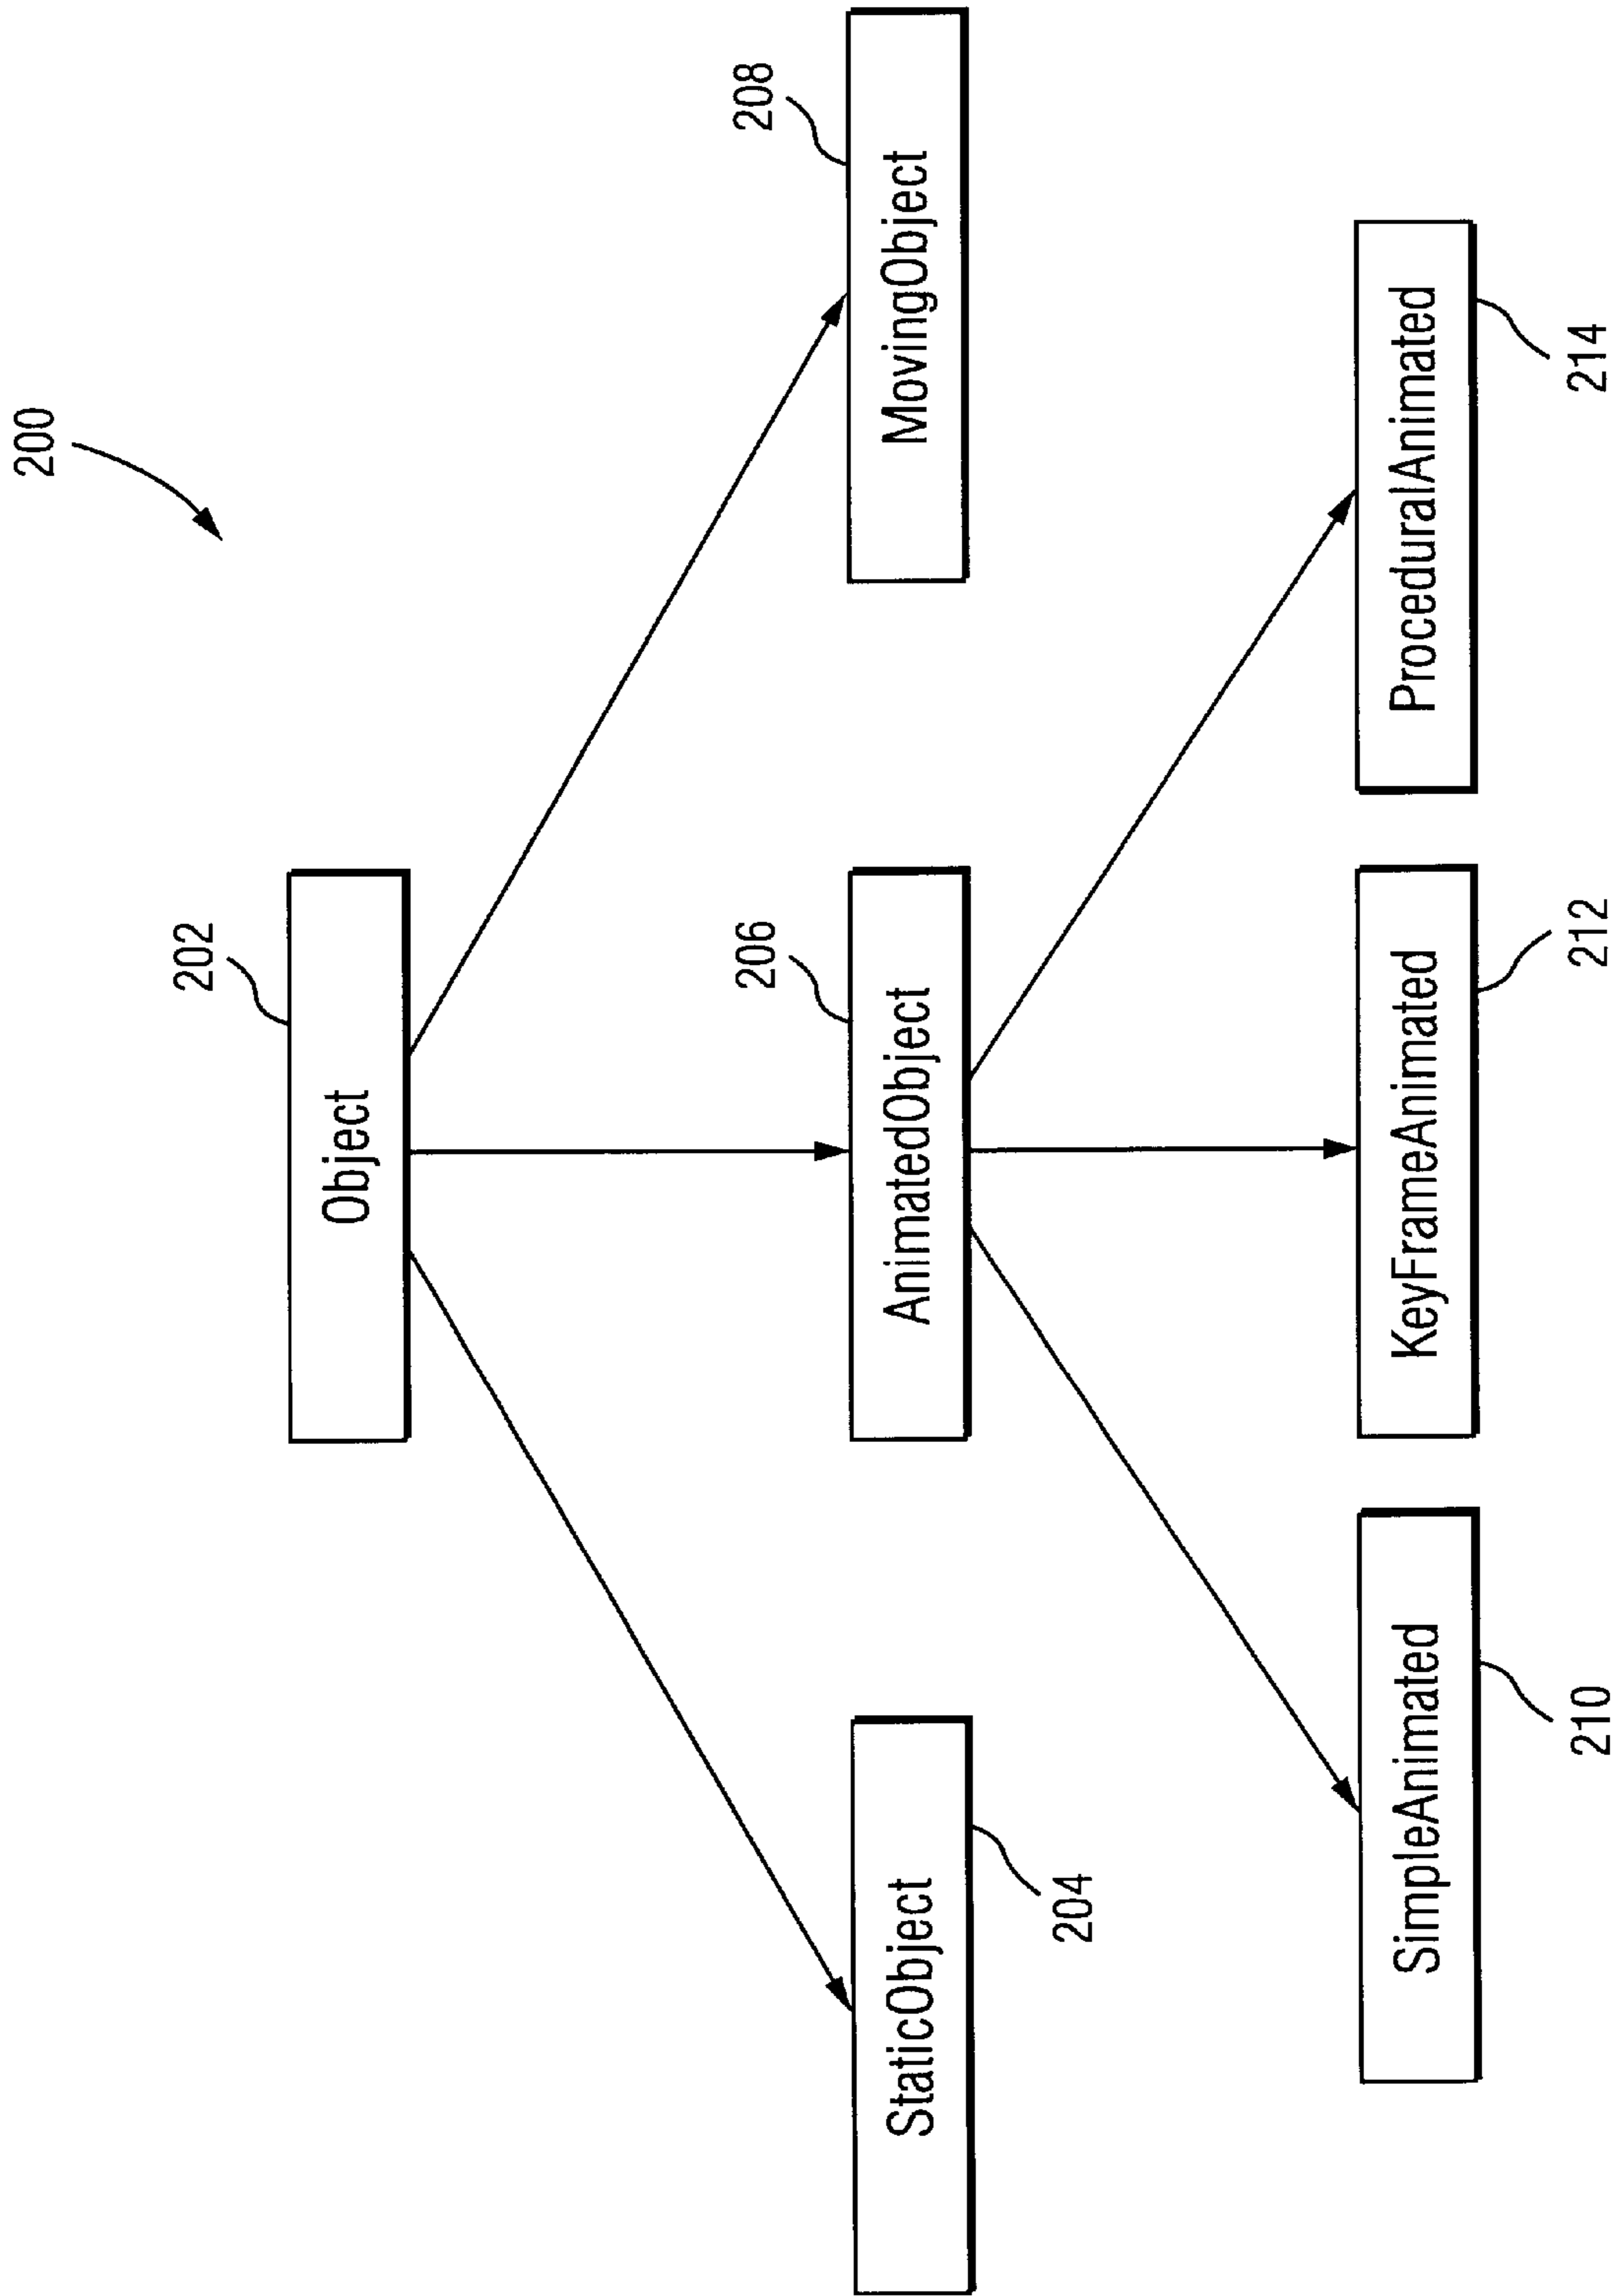 200
202
Object
206
208
StaticObject
AnimatedObject
MovingObject
204
SimpleAnimated
KeyFrameAnimated
ProceduralAnimated
210
212
214